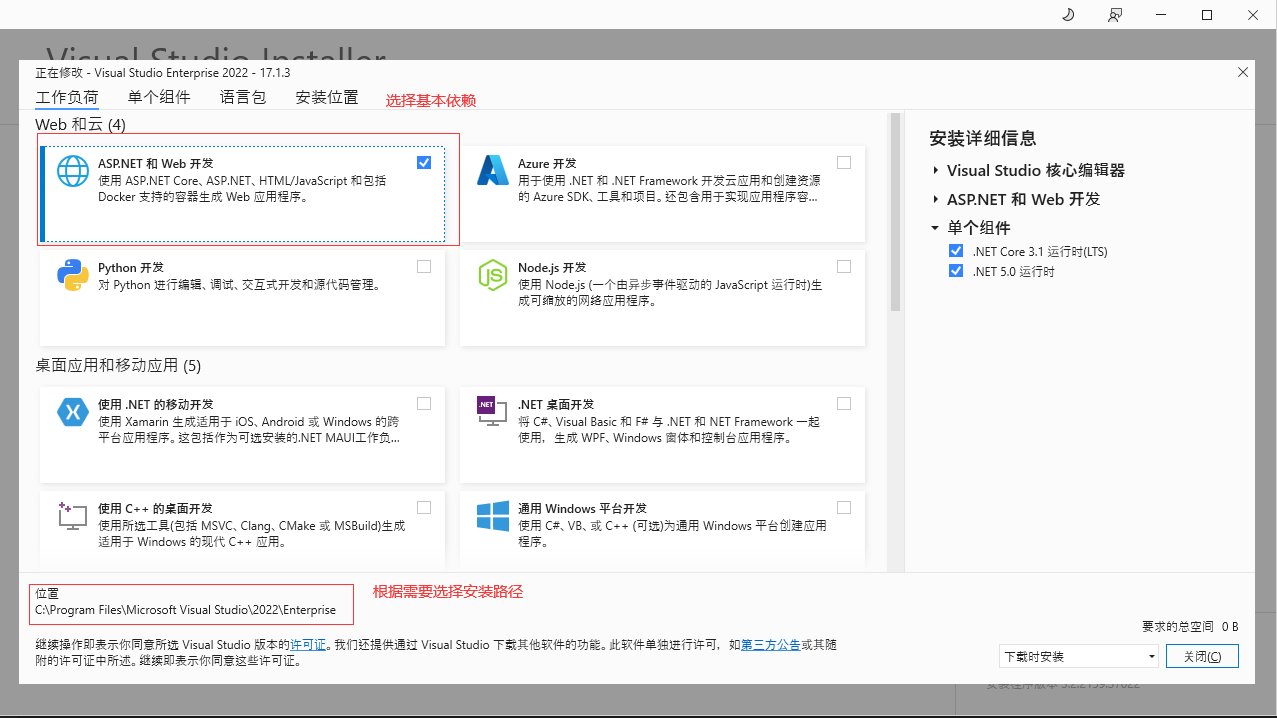 Visual Studio Installer
正在修改 - Visual Studio Enterprise 2022 - 17.1.3
工作负荷 单个组件 语言包 安装位置 选择基本依赖
Web 和云 (4)
ASP.NET 和 Web 开发
使用 ASP.NET Core、ASP.NET、HTML/JavaScript 和包括
Docker 支持的容器生成 Web 应用程序。
Azure 开发
用于使用 .NET 和 .NET Framework 开发云应用和创建资源
的 Azure SDK、工具和项目。还包含用于实现应用程序容...
Python 开发
对 Python 进行编辑、调试、交互式开发和源代码管理。
Node.js 开发
使用 Node.js (一个由异步事件驱动的 JavaScript 运行时)生
成可缩放的网络应用程序。
桌面应用和移动应用 (5)
使用 .NET 的移动开发
使用 Xamarin 生成适用于 iOS、Android 或 Windows 的跨
平台应用程序。这包括作为可选安装的.NET MAUI工作负...
.NET
.NET 桌面开发
将 C#、Visual Basic 和 F# 与 .NET 和 NET Framework 一起
使用，生成 WPF、Windows 窗体和控制台应用程序。
使用 C++ 的桌面开发
使用所选工具(包括 MSVC、Clang、CMake 或 MSBuild)生成
适用于 Windows 的现代 C++ 应用。
通用 Windows 平台开发
使用 C#、VB、或 C++ (可选)为通用 Windows 平台创建应用
程序。
安装详细信息
Visual Studio 核心编辑器
ASP.NET 和 Web 开发
单个组件
.NET Core 3.1 运行时(LTS)
.NET 5.0 运行时
位置
C:\Program Files\Microsoft Visual Studio\2022\Enterprise
根据需要选择安装路径
继续操作即表示你同意所选 Visual Studio 版本的许可证。我们还提供通过 Visual Studio 下载其他软件的功能。此软件单独进行许可，如第三方公告或其随
附的许可证中所述。继续即表示你同意这些许可证。
要求的总空间 0 B
下载时安装
关闭(C)